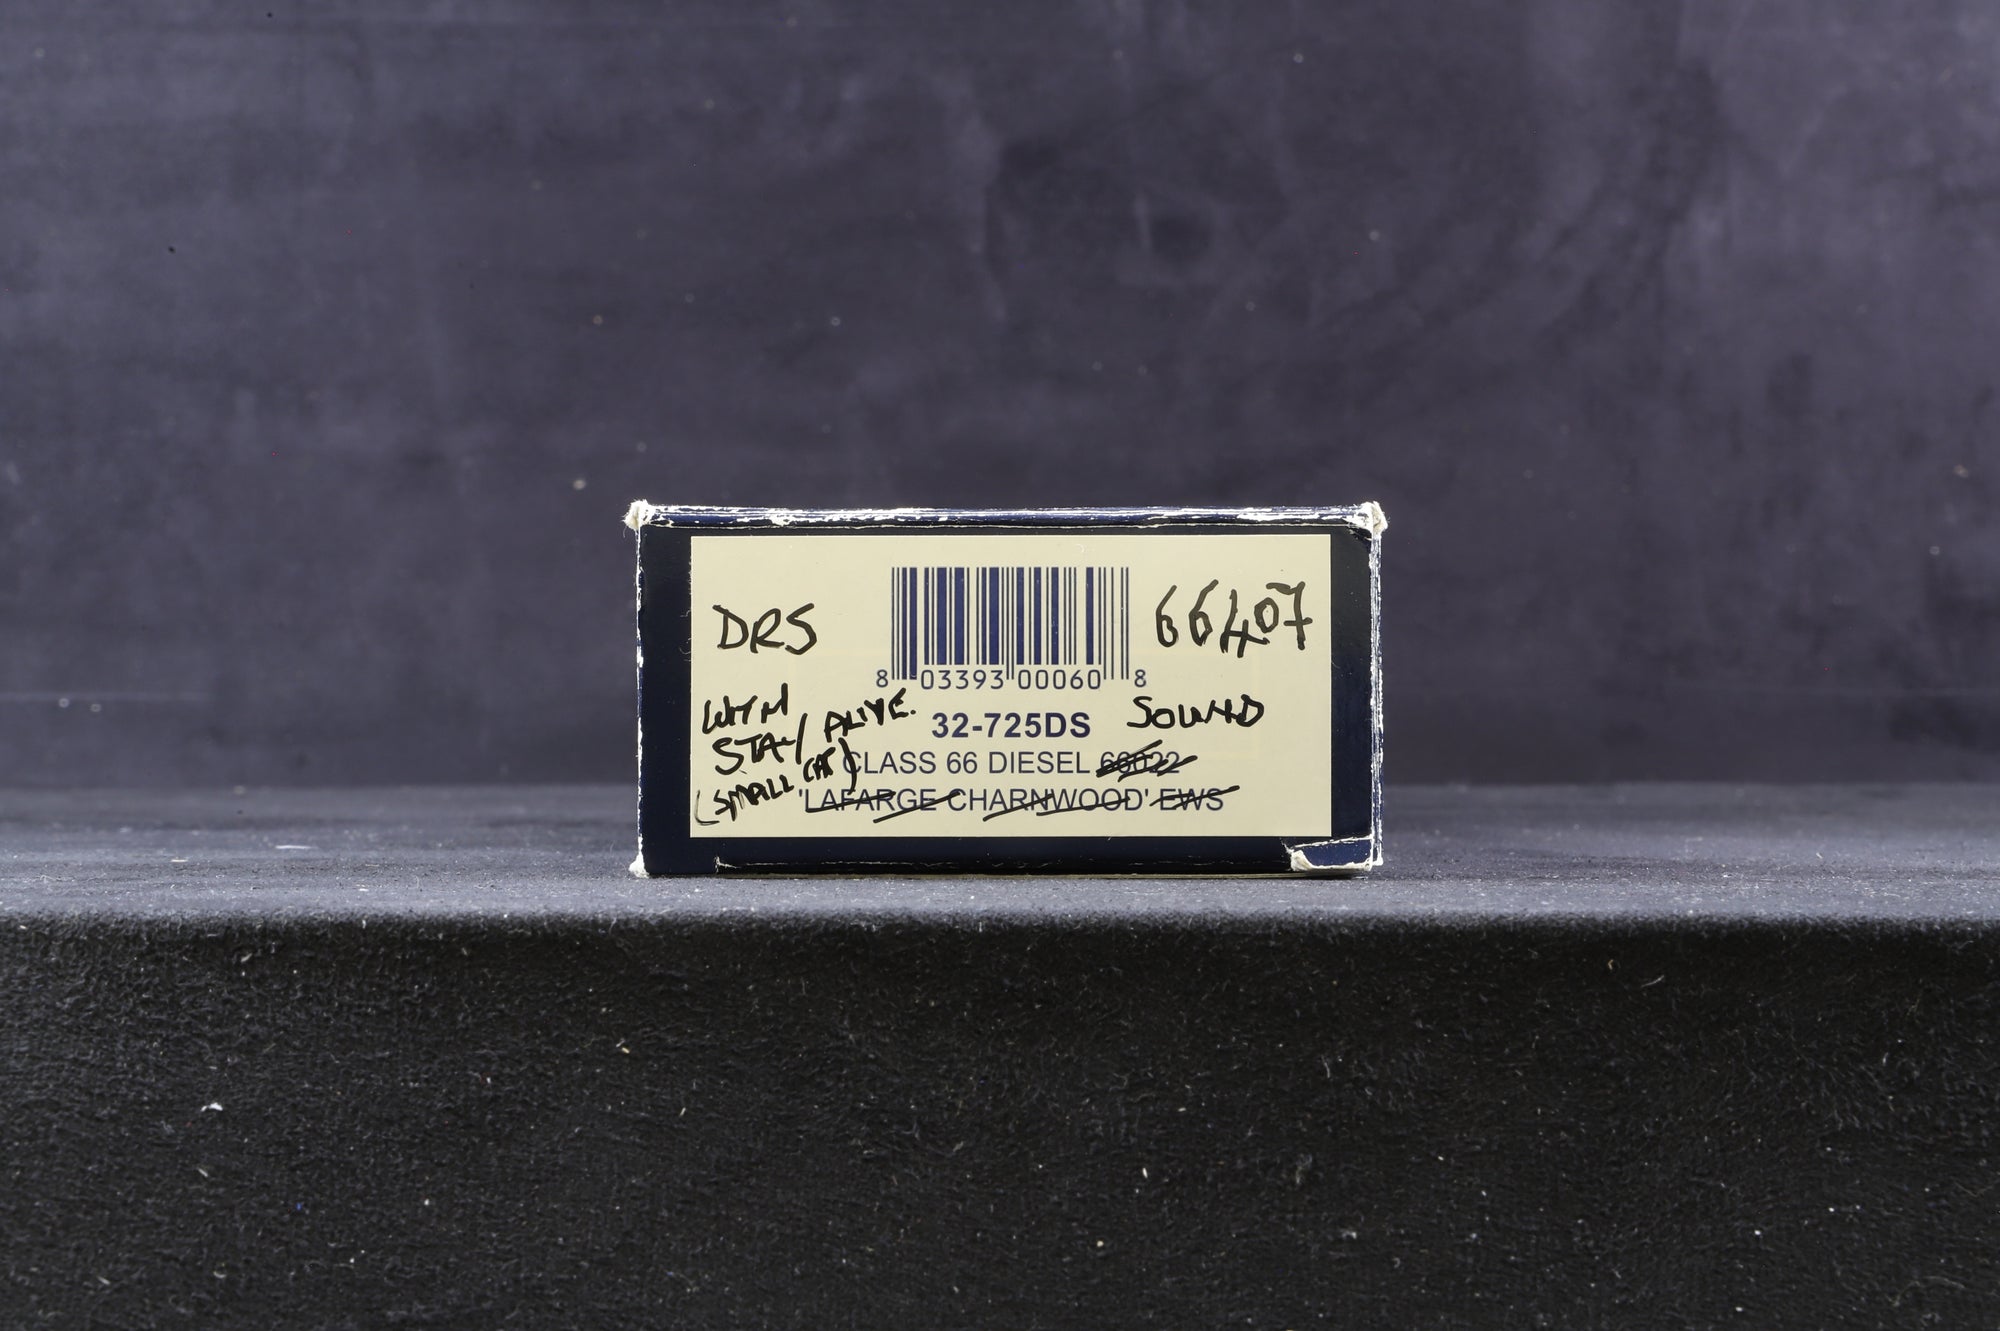 DRS
66407
8 03393 00060 8
WITH
STAY ALIVE.
(SMALL CAP)
32-725DS
SOUND
CLASS 66 DIESEL 66022
'LAFARGE CHARNWOOD' EWS